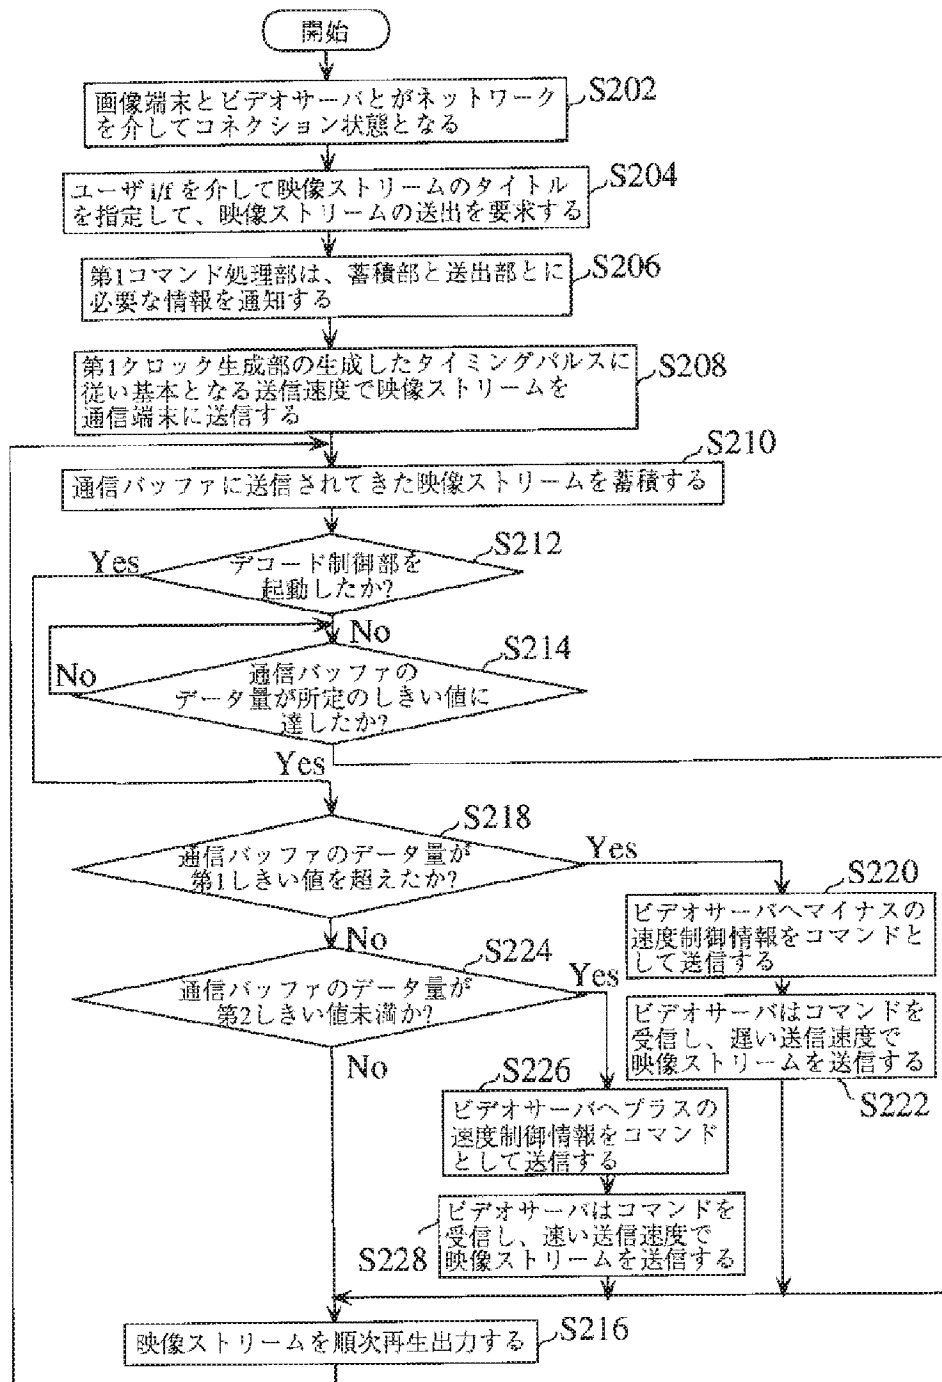 開始
S202
画像端末とビデオサーバとがネットワーク
を介してコネクション状態となる
S204
ユーザi/fを介して映像ストリームのタイトル
を指定して、映像ストリームの送出を要求する
S206
第1コマンド処理部は、蓄積部と送出部とに
必要な情報を通知する
S208
第1クロック生成部の生成したタイミングパルスに
従い基本となる送信速度で映像ストリームを
通信端末に送信する
S210
通信バッファに送信されてきた映像ストリームを蓄積する
S212
Yes
デコード制御部を
起動したか?
No
S214
No
通信バッファの
データ量が所定のしきい値に
達したか?
Yes
S218
通信バッファのデータ量が
第1しきい値を超えたか?
Yes
S220
ビデオサーバへマイナスの
速度制御情報をコマンドと
して送信する
No
S224
通信バッファのデータ量が
第2しきい値未満か?
Yes
ビデオサーバはコマンドを
受信し、遅い送信速度で
映像ストリームを送信する
S222
No
S226
ビデオサーバへプラスの
速度制御情報をコマンド
として送信する
ビデオサーバはコマンドを
受信し、速い送信速度で
映像ストリームを送信する
S228
S216
映像ストリームを順次再生出力する